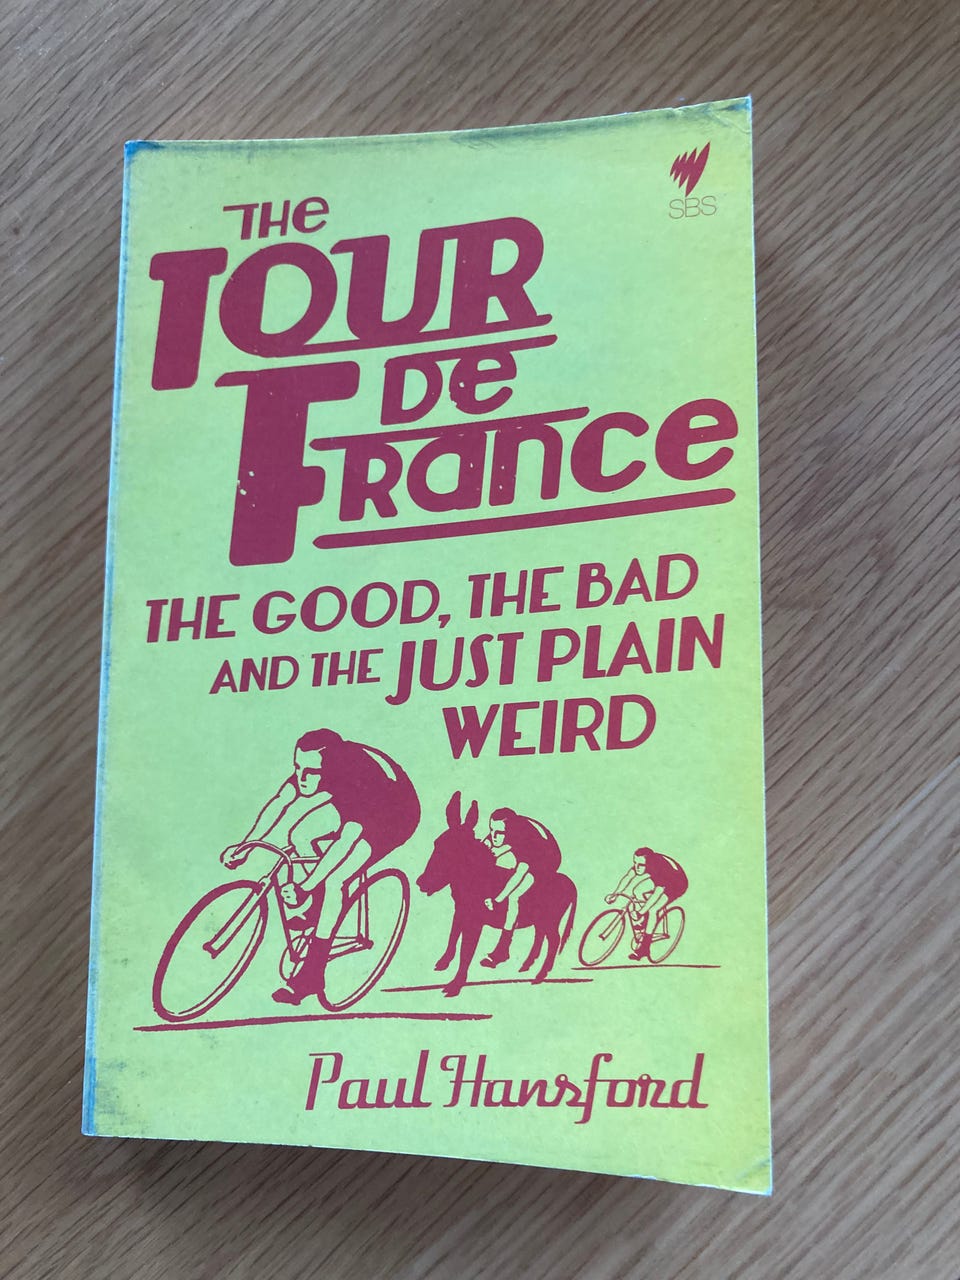 SBS
THe
TOUR
De
FRance
THE GOOD, THE BAD
AND THE JUST PLAIN
WEIRD
Paul Hansford